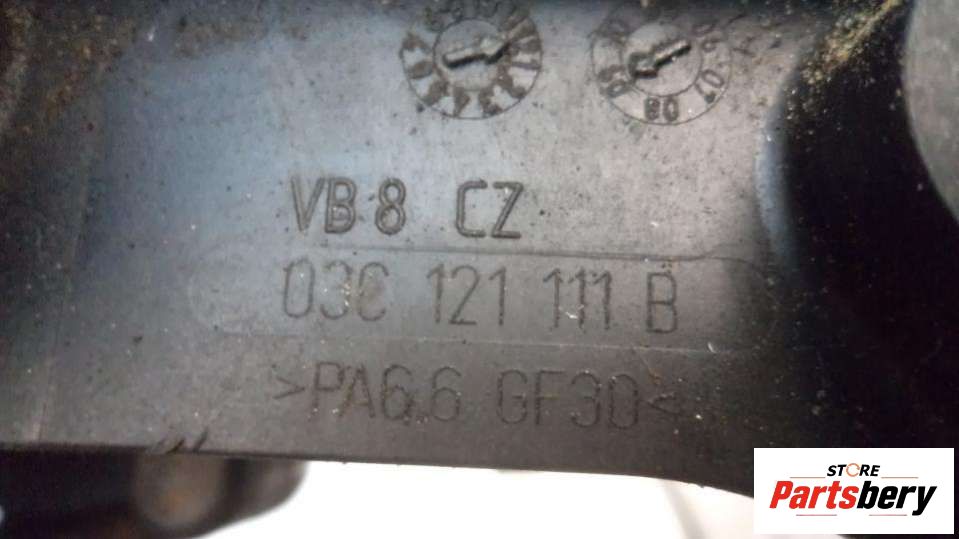 VB 8 CZ
03C 121 111 B
>PA6.6 GF30<
STORE
Partsbery